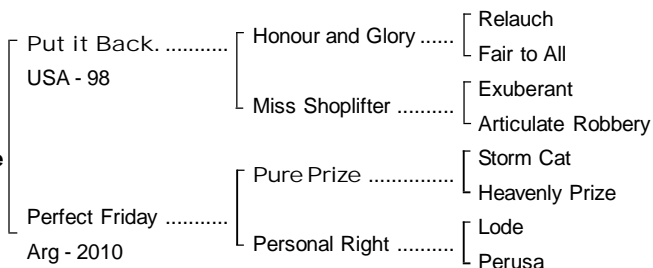 e
Put it Back. ...........
USA - 98
Perfect Friday ...........
Arg - 2010
Honour and Glory ......
Miss Shoplifter ..........
Pure Prize ...............
Personal Right ..........
Relauch
Fair to All
Exuberant
Articulate Robbery
Storm Cat
Heavenly Prize
Lode
Perusa